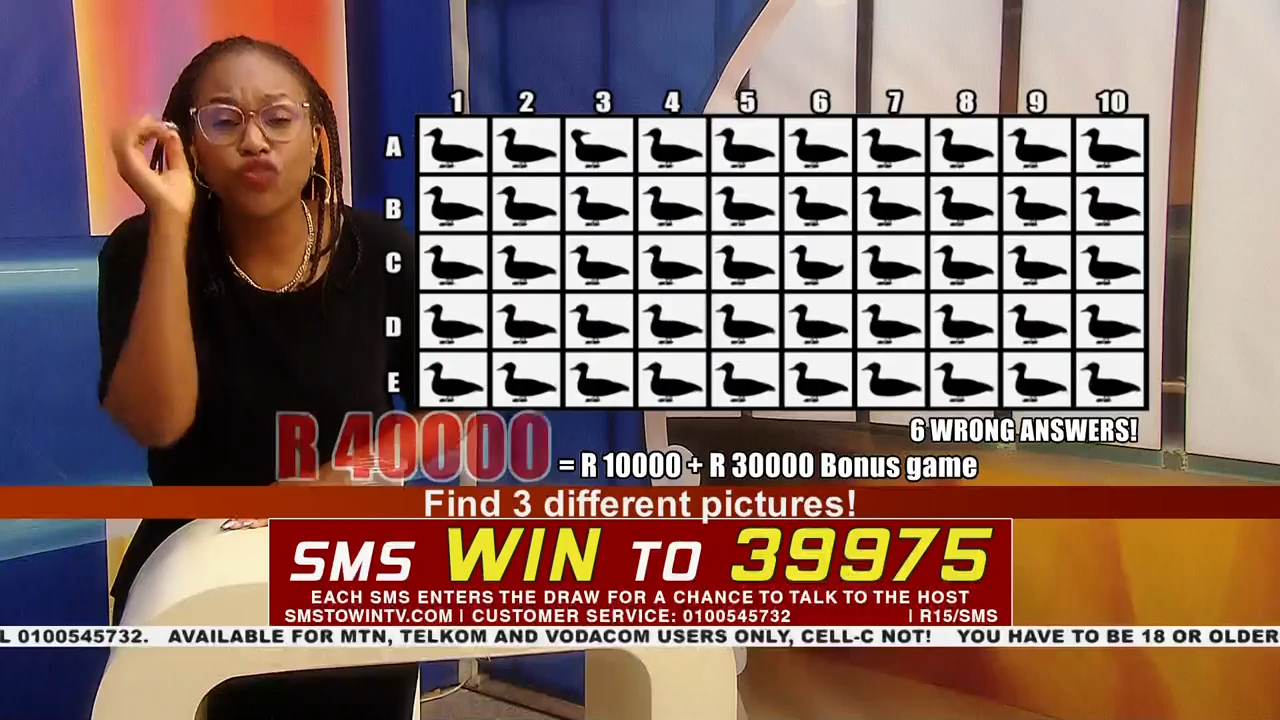 1 2 3 4 5 6 7 8 9 10
A
B
C
D
E
6 WRONG ANSWERS!
R 40000 = R 10000 + R 30000 Bonus game
Find 3 different pictures!
SMS WIN TO 39975
EACH SMS ENTERS THE DRAW FOR A CHANCE TO TALK TO THE HOST
SMSTOWINTV.COM | CUSTOMER SERVICE: 0100545732 | R15/SMS
L 0100545732. AVAILABLE FOR MTN, TELKOM AND VODACOM USERS ONLY, CELL-C NOT! YOU HAVE TO BE 18 OR OLDER